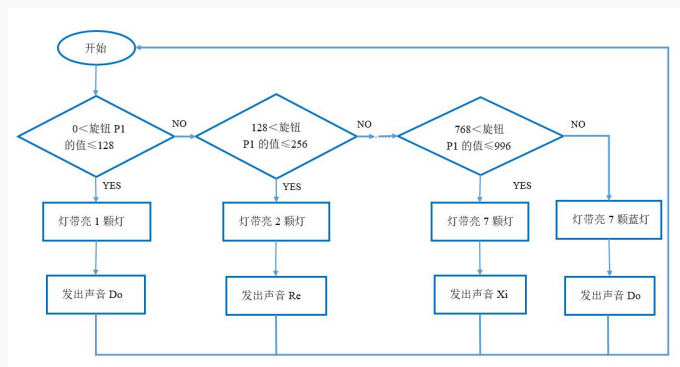 开始
0＜旋钮 P1
的值≤128
NO
128＜旋钮
P1 的值≤256
NO
768＜旋钮
P1 的值≤996
NO
YES
YES
YES
灯带亮 1 颗灯
灯带亮 2 颗灯
灯带亮 7 颗灯
灯带亮 7 颗蓝灯
发出声音 Do
发出声音 Re
发出声音 Xi
发出声音 Do